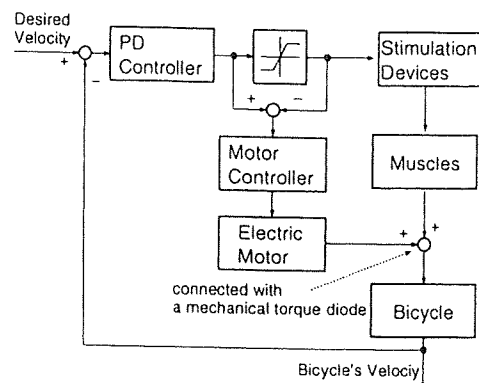 Desired
Velocity
+
−
PD
Controller
+
−
Stimulation
Devices
Motor
Controller
Muscles
Electric
Motor
+
+
connected with
a mechanical torque diode
Bicycle
Bicycle's Velociy